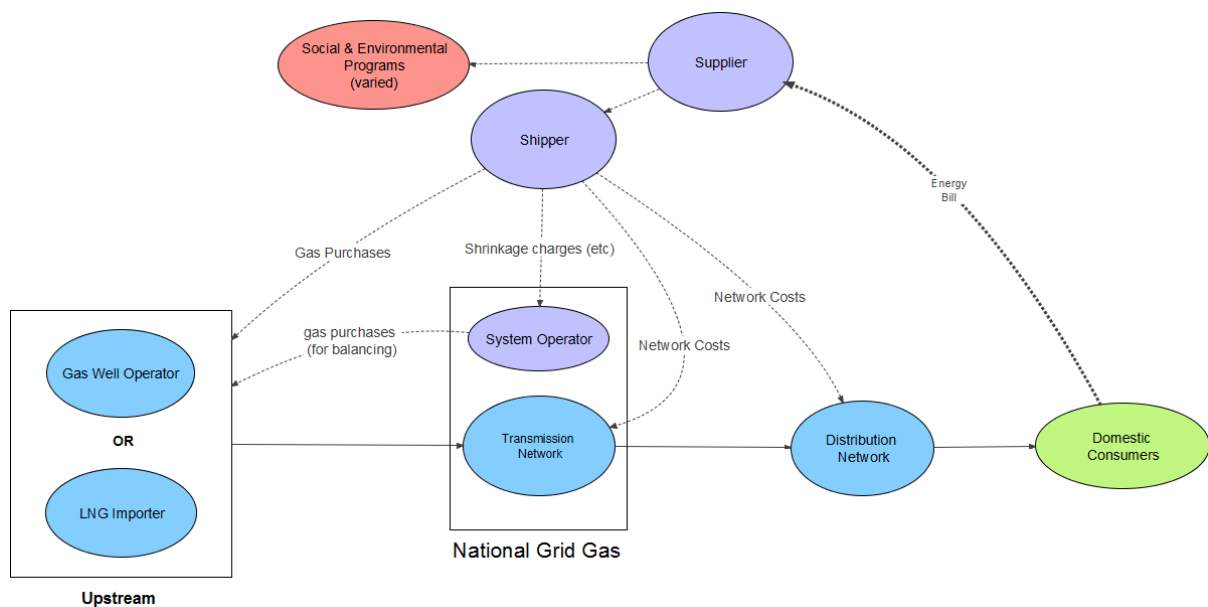 Social & Environmental
Programs
(varied)
Supplier
Shipper
Energy
Bill
Gas Purchases
Shrinkage charges (etc)
Network Costs
gas purchases
(for balancing)
System Operator
Network Costs
Gas Well Operator
OR
LNG Importer
Transmission
Network
Distribution
Network
Domestic
Consumers
National Grid Gas
Upstream